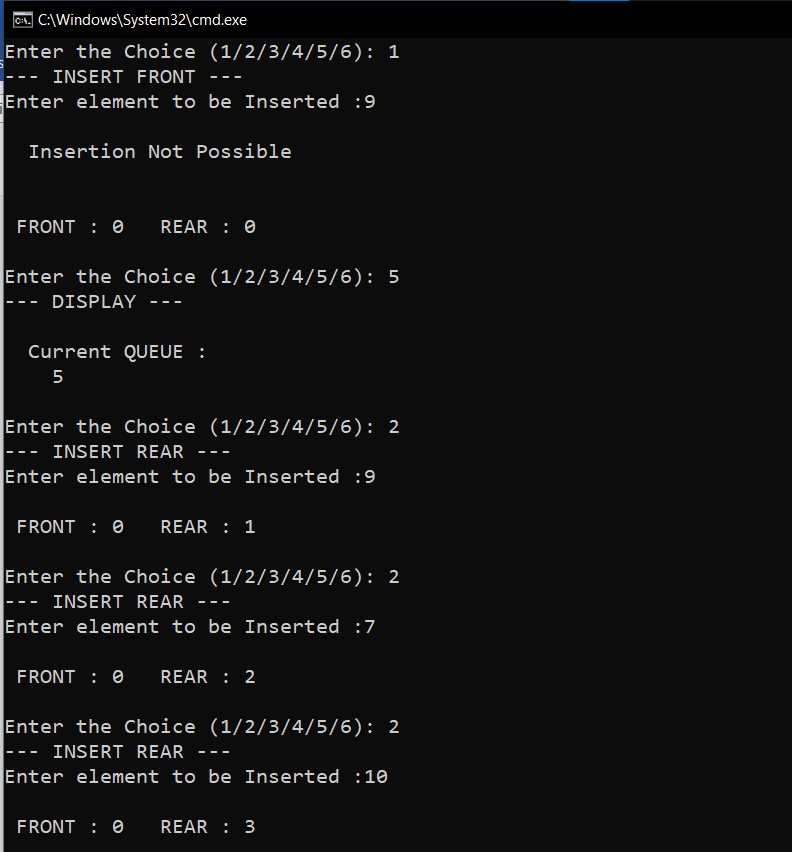 C:\Windows\System32\cmd.exe
Enter the Choice (1/2/3/4/5/6): 1
--- INSERT FRONT ---
Enter element to be Inserted :9
Insertion Not Possible
FRONT : 0   REAR : 0
Enter the Choice (1/2/3/4/5/6): 5
--- DISPLAY ---
Current QUEUE :
5
Enter the Choice (1/2/3/4/5/6): 2
--- INSERT REAR ---
Enter element to be Inserted :9
FRONT : 0   REAR : 1
Enter the Choice (1/2/3/4/5/6): 2
--- INSERT REAR ---
Enter element to be Inserted :7
FRONT : 0   REAR : 2
Enter the Choice (1/2/3/4/5/6): 2
--- INSERT REAR ---
Enter element to be Inserted :10
FRONT : 0   REAR : 3